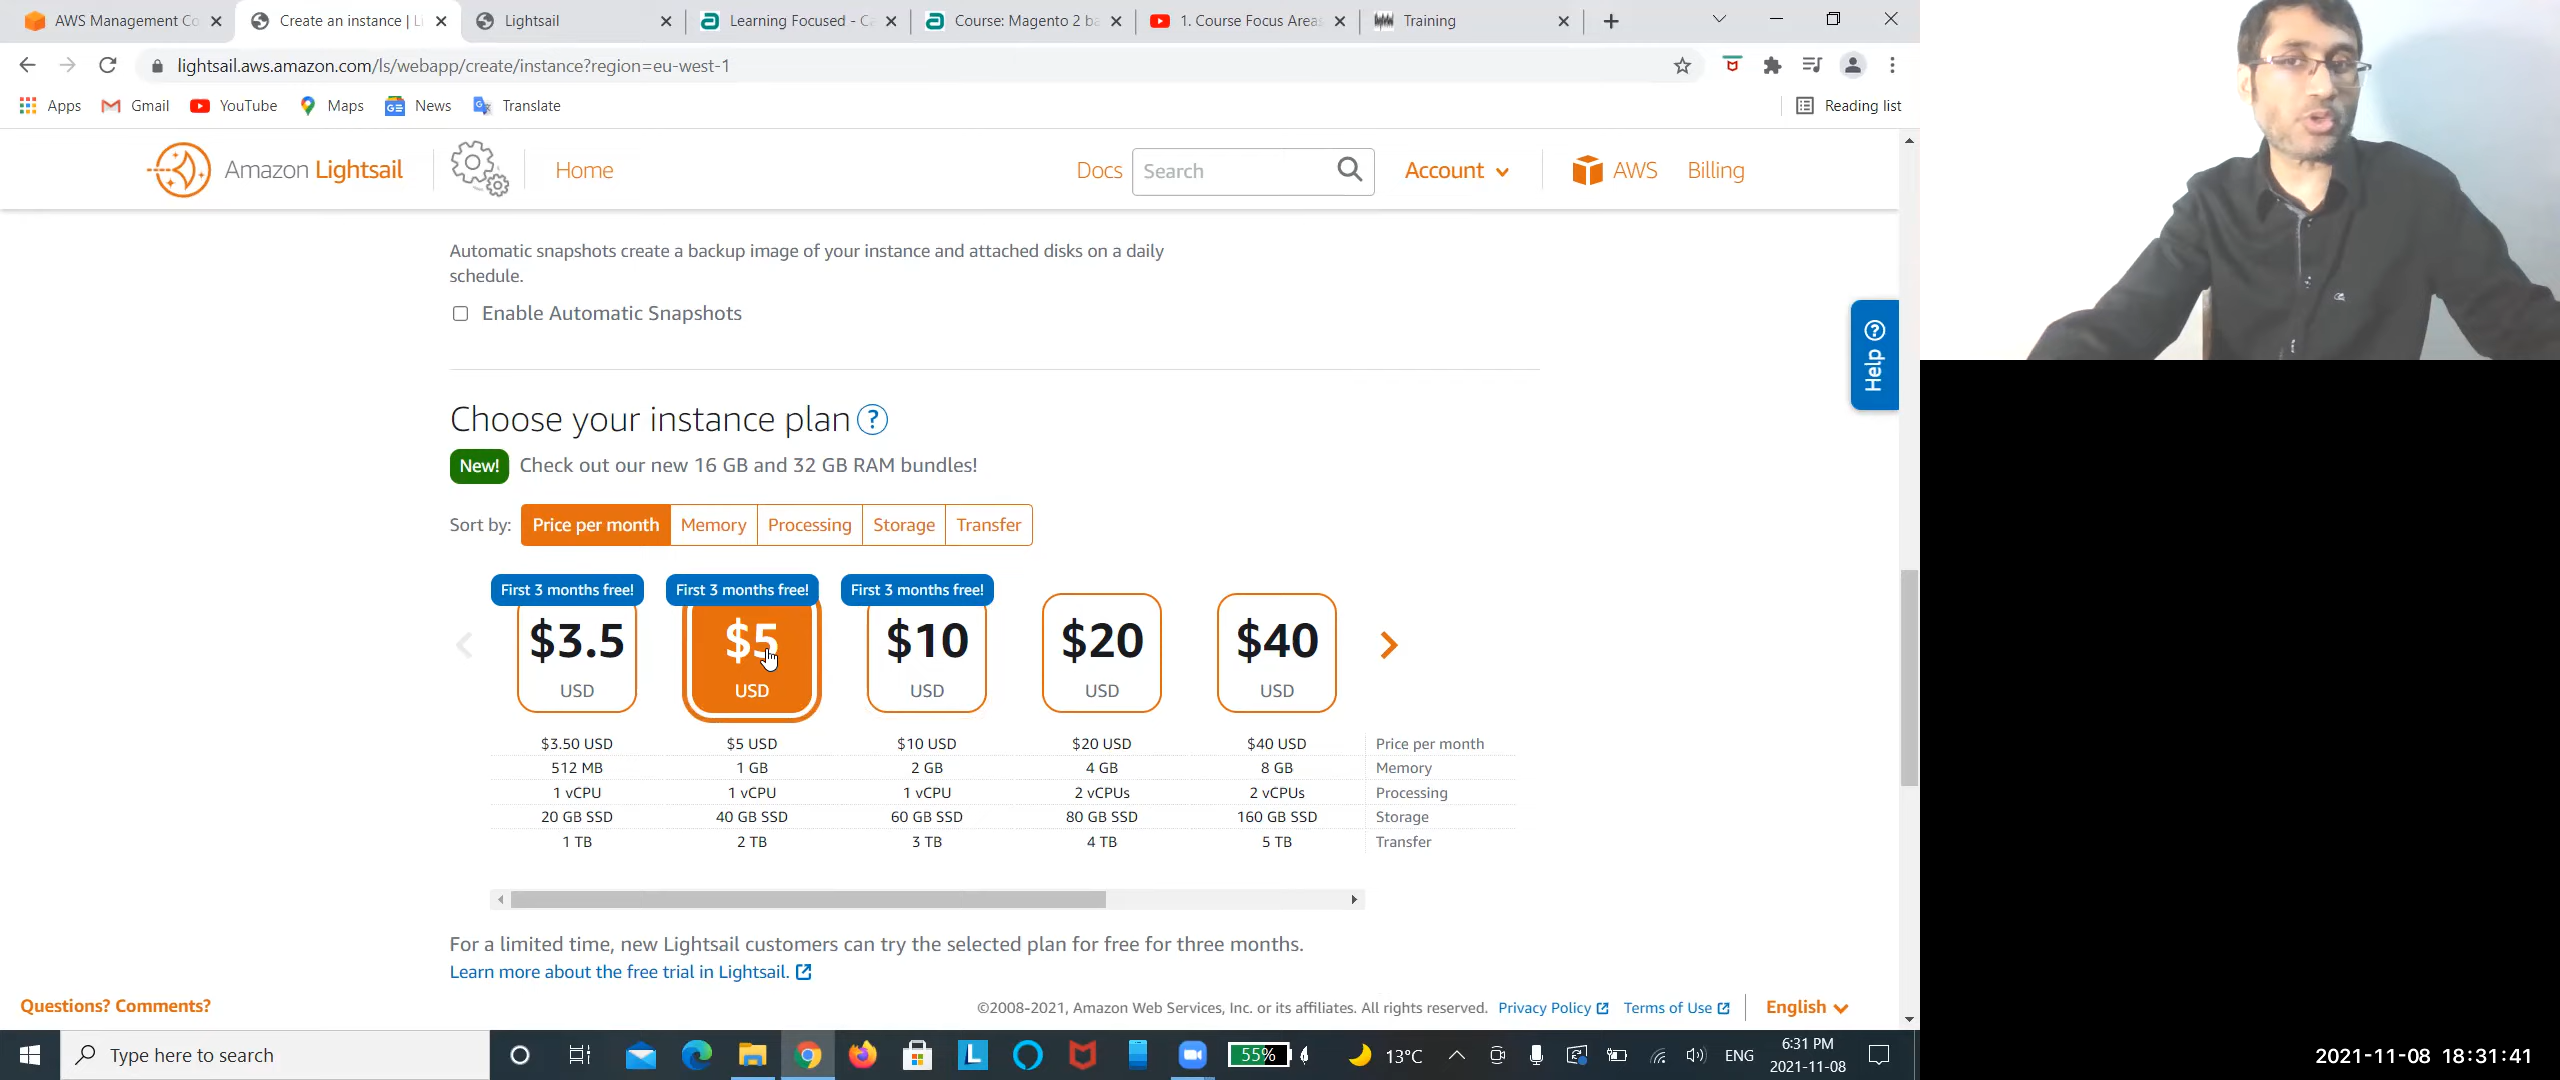 AWS Management Co
Create an instance | Li
Lightsail
Learning Focused - Ca
Course: Magento 2 ba
1. Course Focus Areas
Training
lightsail.aws.amazon.com/ls/webapp/create/instance?region=eu-west-1
Apps
Gmail
YouTube
Maps
News
Translate
Reading list
Amazon Lightsail
Home
Docs
Search
Account
AWS
Billing
Automatic snapshots create a backup image of your instance and attached disks on a daily
schedule.
Enable Automatic Snapshots
Help ?
Choose your instance plan ?
New! Check out our new 16 GB and 32 GB RAM bundles!
Sort by: Price per month Memory Processing Storage Transfer
First 3 months free! First 3 months free! First 3 months free!
$3.5 $5 $10 $20 $40
USD USD USD USD USD
$3.50 USD $5 USD $10 USD $20 USD $40 USD Price per month
512 MB 1 GB 2 GB 4 GB 8 GB Memory
1 vCPU 1 vCPU 1 vCPU 2 vCPUs 2 vCPUs Processing
20 GB SSD 40 GB SSD 60 GB SSD 80 GB SSD 160 GB SSD Storage
1 TB 2 TB 3 TB 4 TB 5 TB Transfer
For a limited time, new Lightsail customers can try the selected plan for free for three months.
Learn more about the free trial in Lightsail.
Questions? Comments?
©2008-2021, Amazon Web Services, Inc. or its affiliates. All rights reserved. Privacy Policy Terms of Use English
Type here to search
55%
13°C
ENG
6:31 PM
2021-11-08
2021-11-08 18:31:41